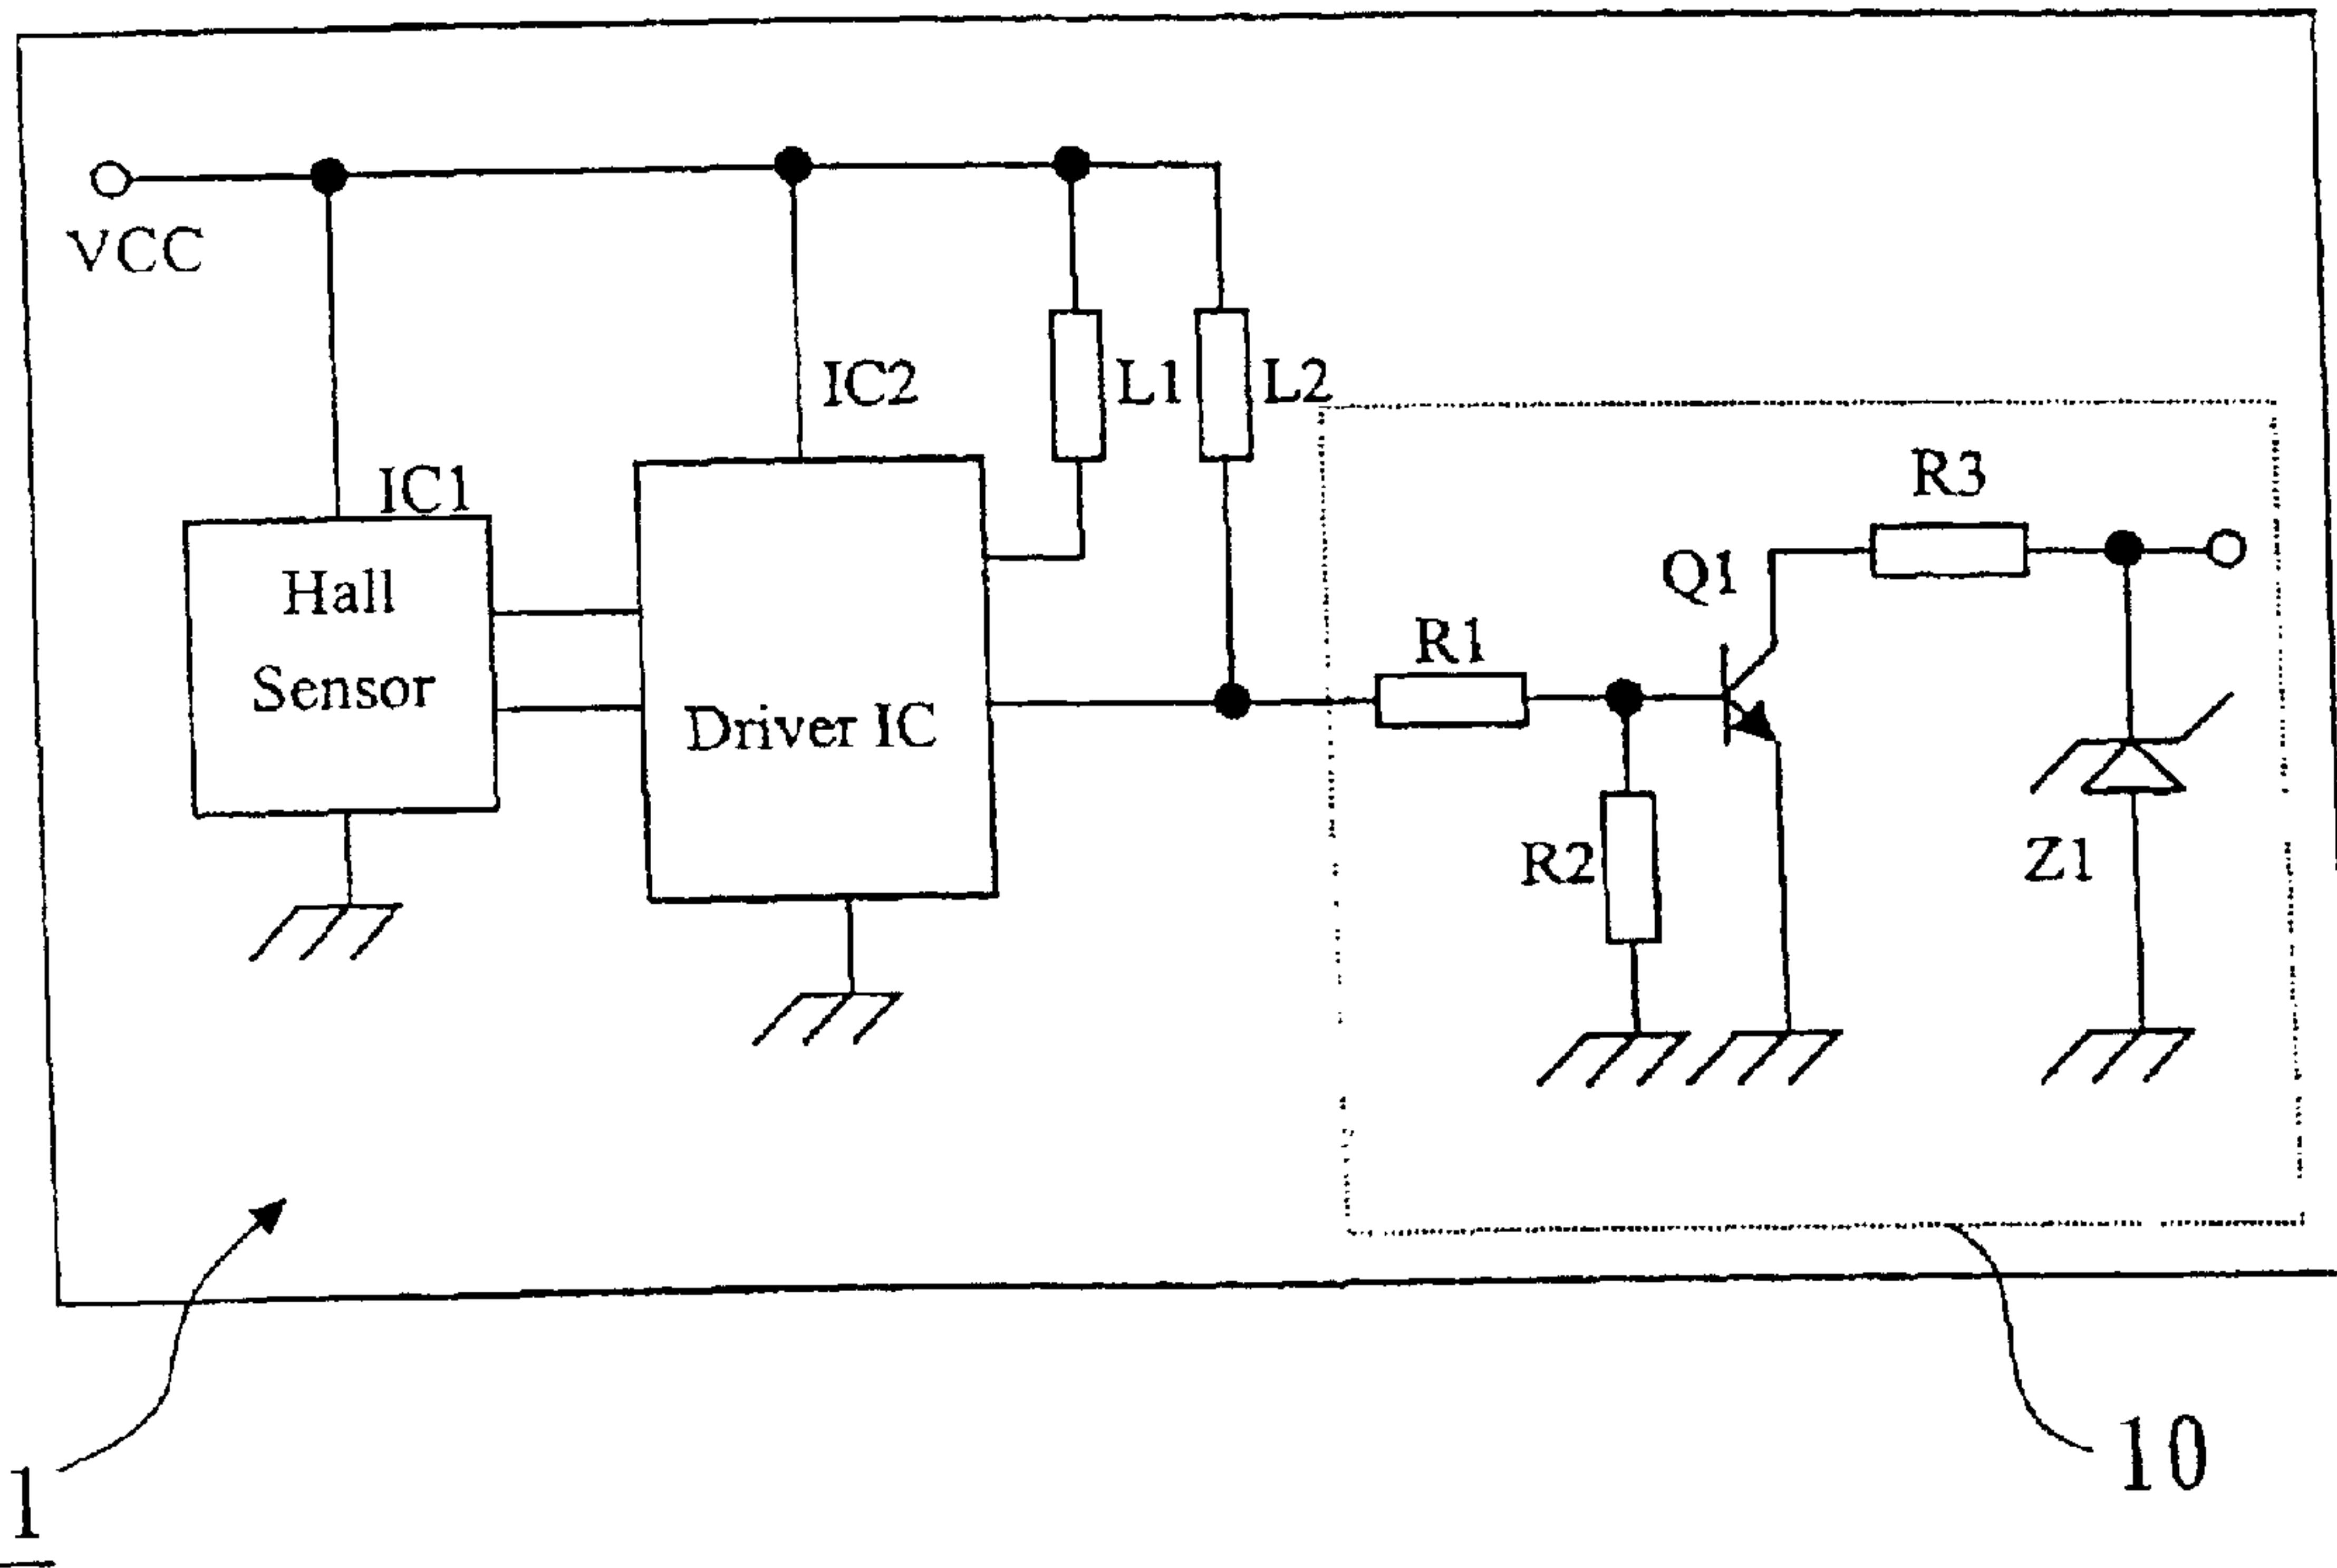 VCC
IC2
L1
L2
IC1
Hall
Sensor
Driver IC
R3
Q1
R1
R2
Z1
1
10